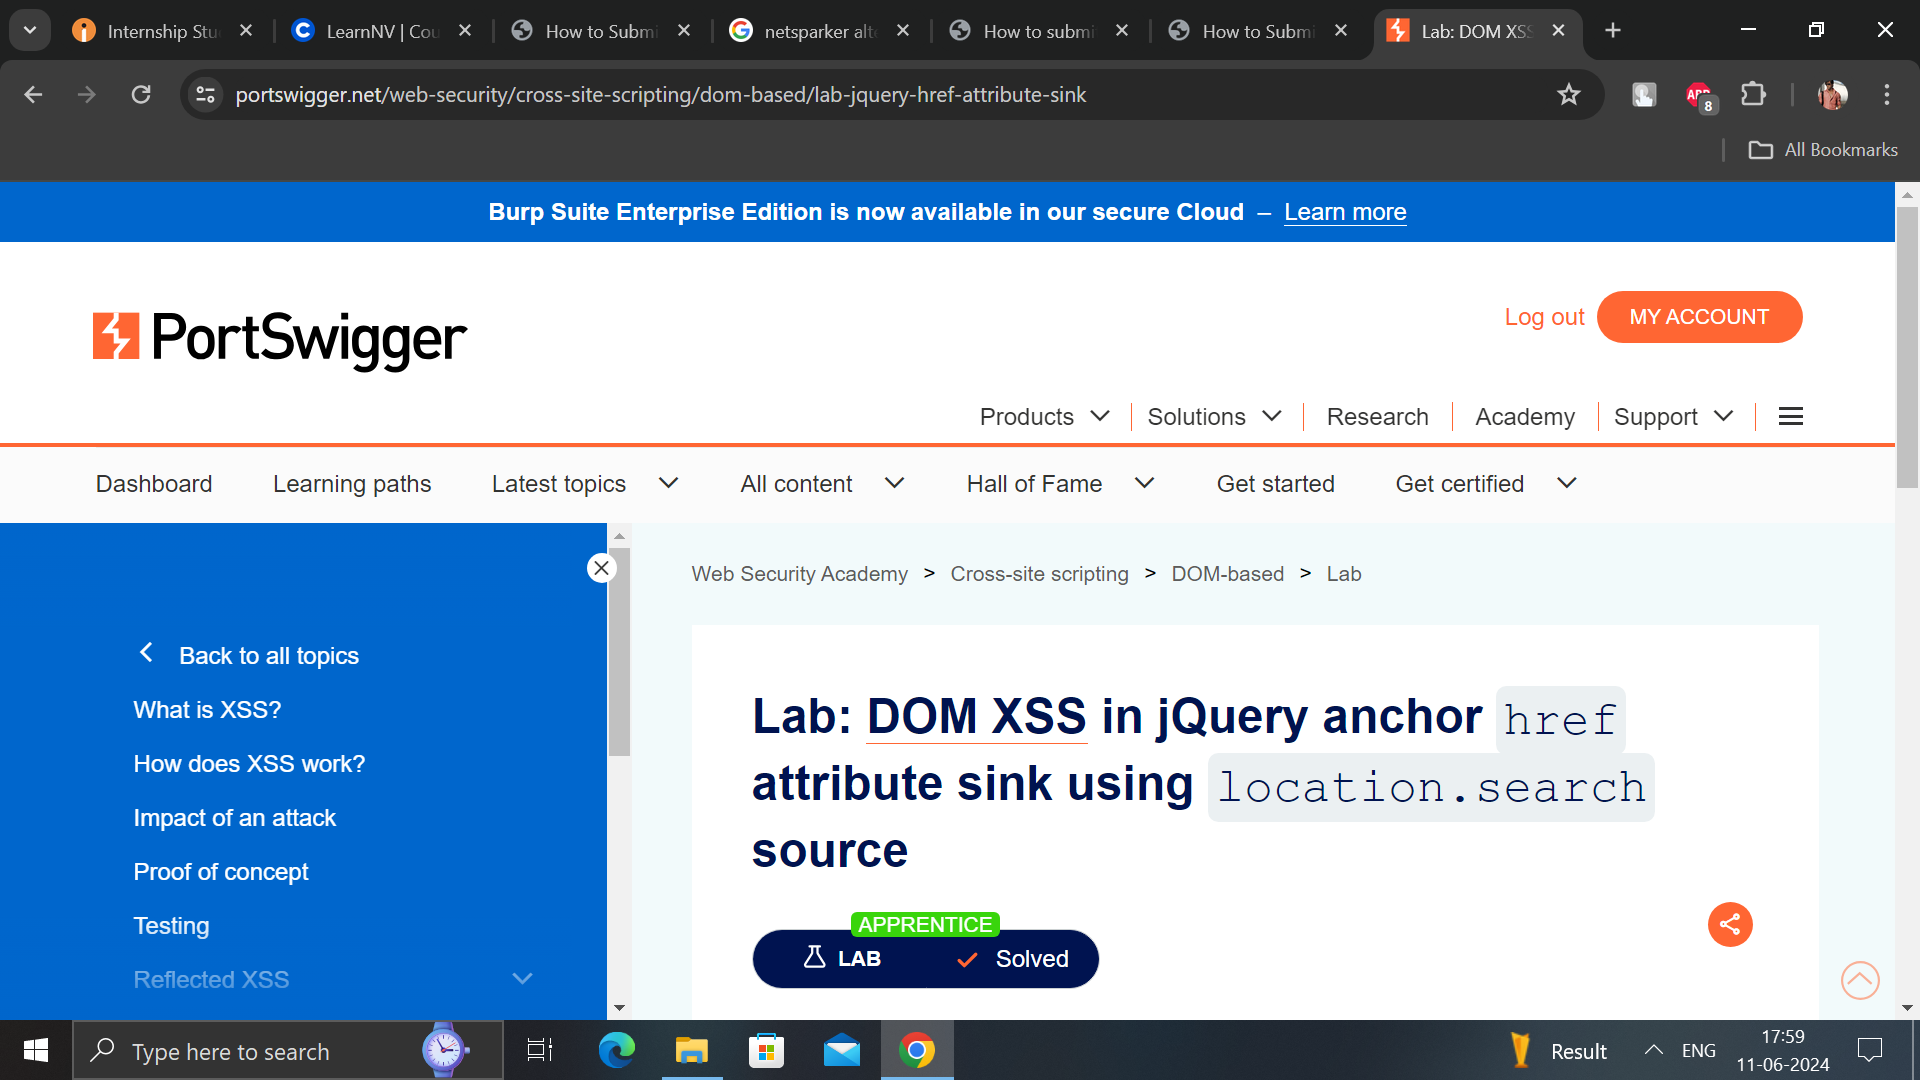 Internship Stu
LearnNV | Cou
How to Submi
netsparker alt
How to submi
How to Submi
Lab: DOM XSS
portswigger.net/web-security/cross-site-scripting/dom-based/lab-jquery-href-attribute-sink
ABP
8
All Bookmarks
Burp Suite Enterprise Edition is now available in our secure Cloud – Learn more
PortSwigger
Log out
MY ACCOUNT
Products
Solutions
Research
Academy
Support
Dashboard
Learning paths
Latest topics
All content
Hall of Fame
Get started
Get certified
Back to all topics
What is XSS?
How does XSS work?
Impact of an attack
Proof of concept
Testing
Reflected XSS
Web Security Academy > Cross-site scripting > DOM-based > Lab
Lab: DOM XSS in jQuery anchor href
attribute sink using location.search
source
APPRENTICE
LAB
Solved
Type here to search
Result
ENG
17:59
11-06-2024